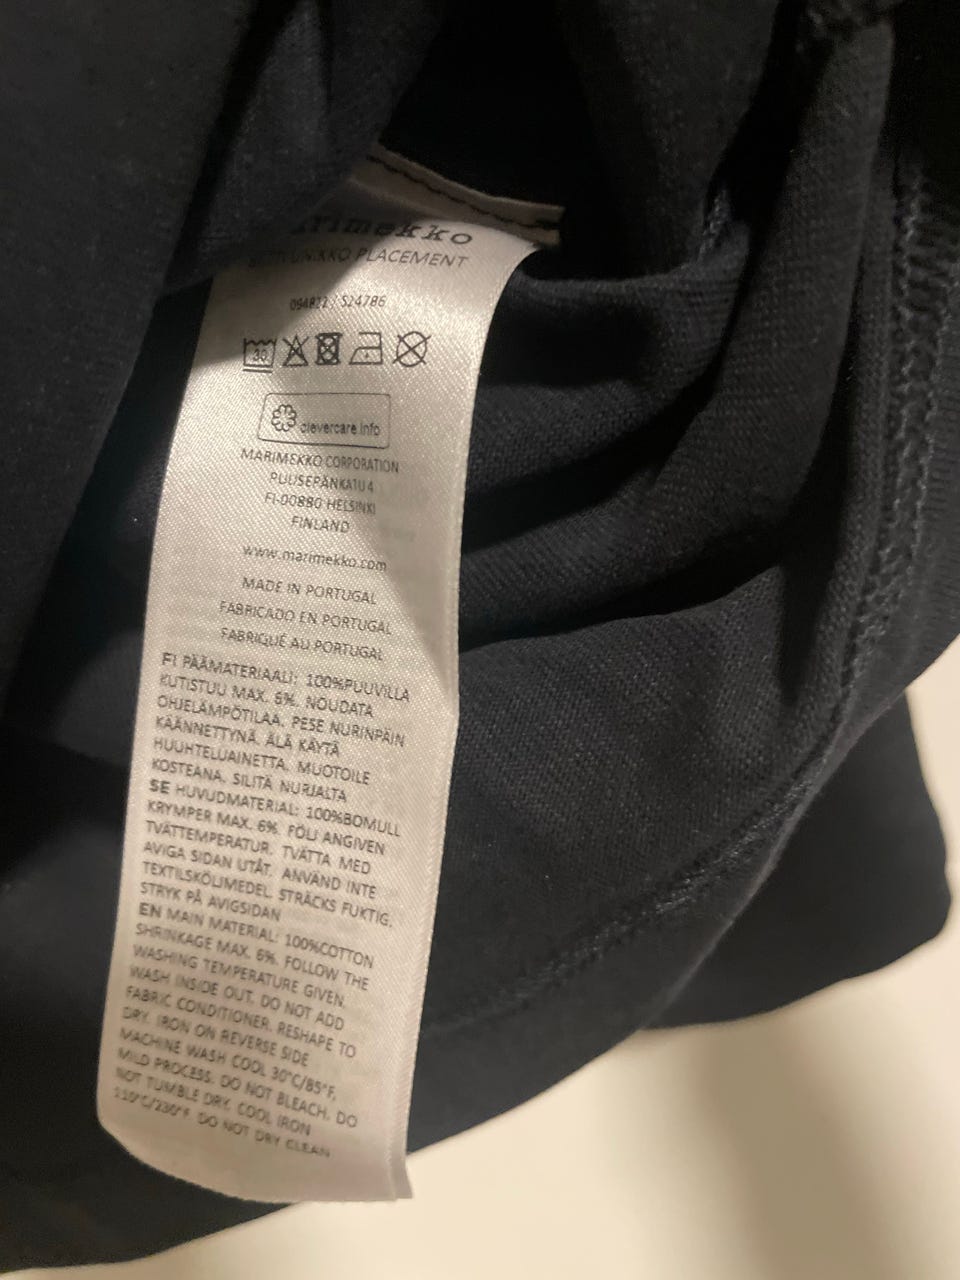 rimekko
UNIKKO PLACEMENT
094822 / S24786
30
clevercare.info
MARIMEKKO CORPORATION
PUUSEPÄNKATU 4
FI-00880 HELSINKI
FINLAND
www.marimekko.com
MADE IN PORTUGAL
FABRICADO EN PORTUGAL
FABRIQUÉ AU PORTUGAL
FI PÄÄMATERIAALI: 100%PUUVILLA
KUTISTUU MAX. 6%. NOUDATA
OHJELÄMPÖTILAA. PESE NURINPÄIN
KÄÄNNETTYNÄ. ÄLÄ KÄYTÄ
HUUHTELUAINETTA. MUOTOILE
KOSTEANA. SILITÄ NURJALTA
SE HUVUDMATERIAL: 100%BOMULL
KRYMPER MAX. 6%. FÖLJ ANGIVEN
TVÄTTEMPERATUR. TVÄTTA MED
AVIGA SIDAN UTÅT. ANVÄND INTE
TEXTILSKÖLJMEDEL. STRÄCKS FUKTIG.
STRYK PÅ AVIGSIDAN
EN MAIN MATERIAL: 100%COTTON
SHRINKAGE MAX. 6%. FOLLOW THE
WASHING TEMPERATURE GIVEN.
WASH INSIDE OUT. DO NOT ADD
FABRIC CONDITIONER. RESHAPE TO
DRY. IRON ON REVERSE SIDE
MACHINE WASH COOL 30°C/85°F,
MILD PROCESS. DO NOT BLEACH. DO
NOT TUMBLE DRY. COOL IRON
110°C/230°F. DO NOT DRY CLEAN